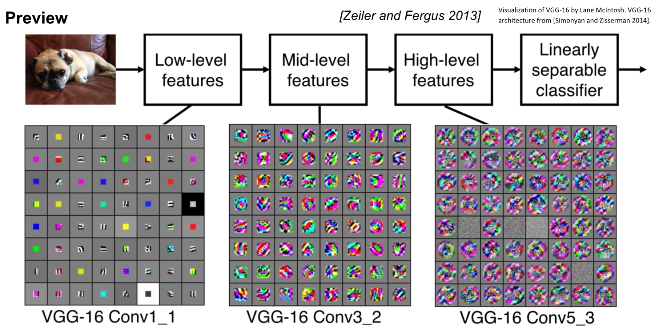 Preview
[Zeiler and Fergus 2013]
Visualization of VGG-16 by Lane McIntosh. VGG-16
architecture from [Simonyan and Zisserman 2014].
Low-level
features
Mid-level
features
High-level
features
Linearly
separable
classifier
VGG-16 Conv1_1
VGG-16 Conv3_2
VGG-16 Conv5_3